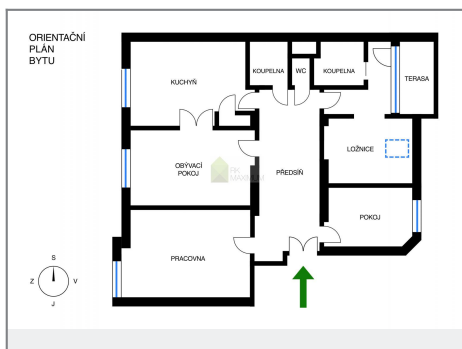 ORIENTAČNÍ
PLÁN
BYTU
KUCHYŇ
KOUPELNA
WC
KOUPELNA
TERASA
OBÝVACÍ
POKOJ
PŘEDSÍŇ
LOŽNICE
POKOJ
PRACOVNA
S
Z
V
J